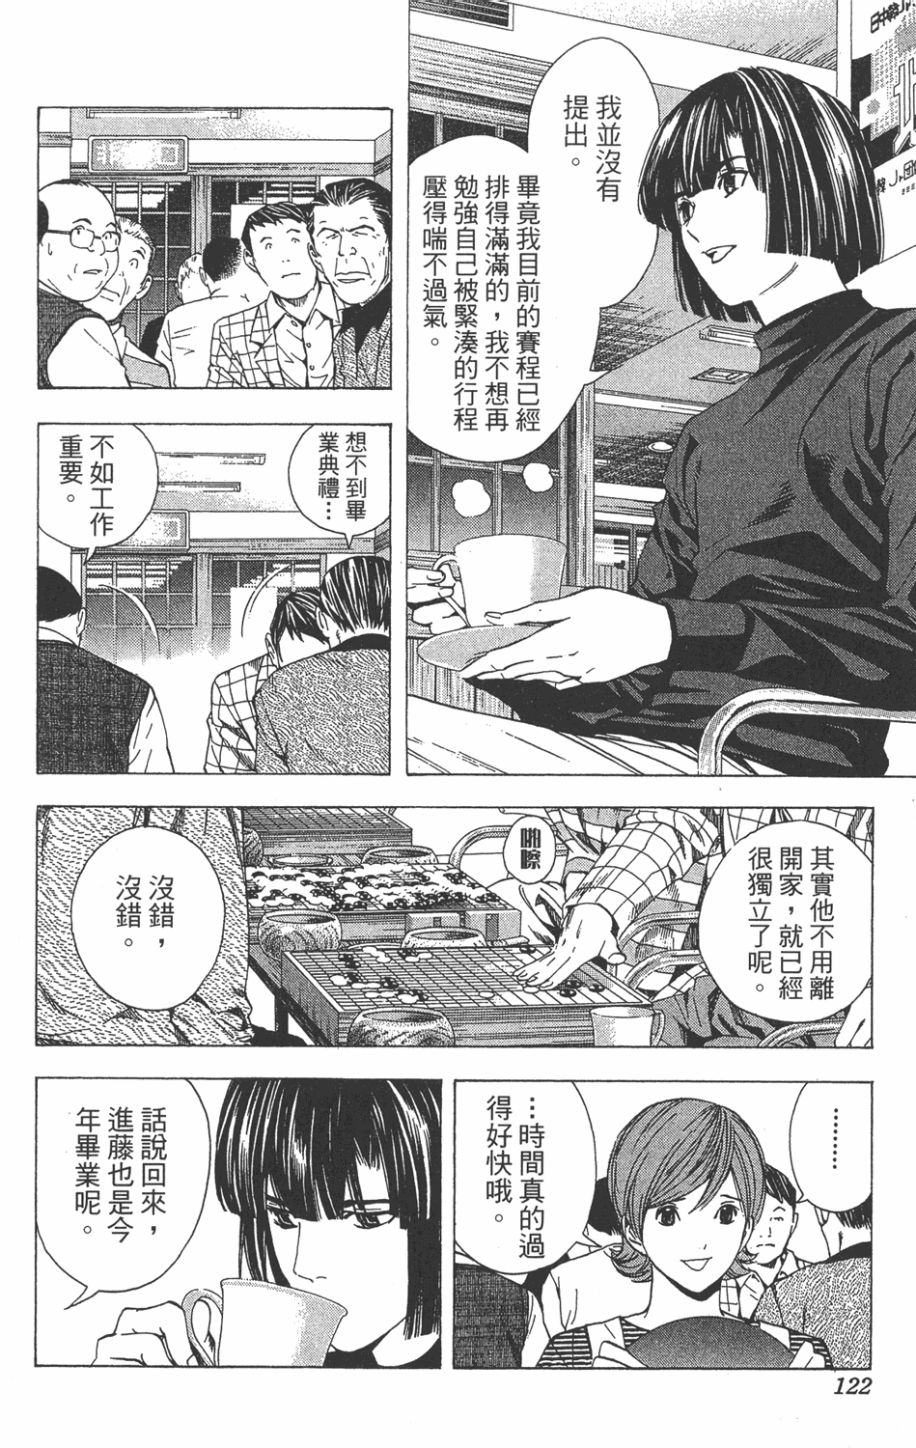 我並沒有
提出。
畢竟我目前的賽程已經
排得滿滿的，我不想再
勉強自己被緊湊的行程
壓得喘不過氣。
想不到畢
業典禮…
不如工作
重要。
其實他不用離
開家，就已經
很獨立了呢。
啪嚓
沒錯，
沒錯。
………
…時間真的過
得好快哦。
話說回來，
進藤也是今
年畢業呢。
122